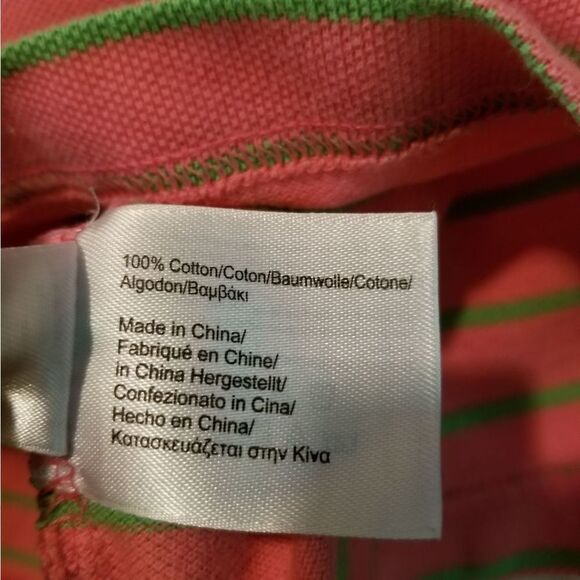 100% Cotton/Coton/Baumwolle/Cotone/
Algodon/Βαμβάκι
Made in China/
Fabriqué en Chine/
in China Hergestellt/
Confezionato in Cina/
Hecho en China/
Κατασκευάζεται στην Κίνα